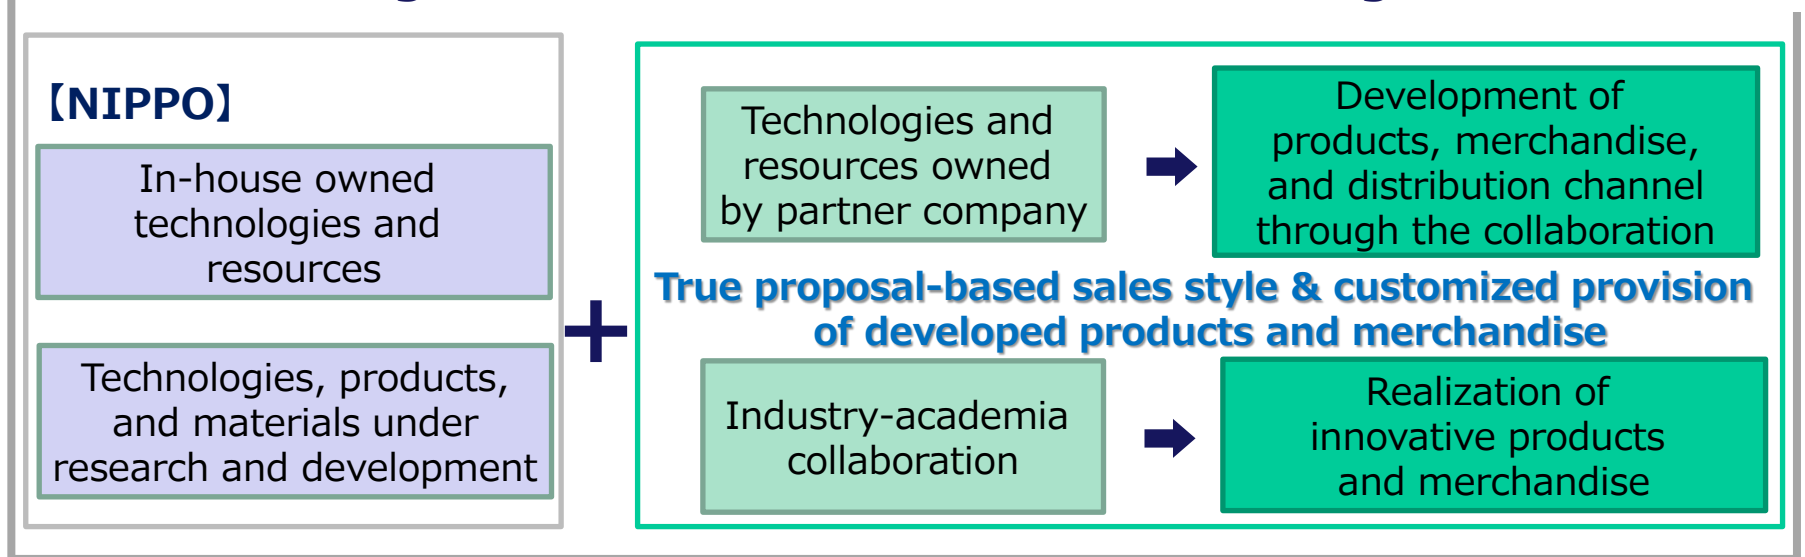 【NIPPO】
In-house owned
technologies and
resources
Technologies, products,
and materials under
research and development
+
Technologies and
resources owned
by partner company
Development of
products, merchandise,
and distribution channel
through the collaboration
True proposal-based sales style & customized provision
of developed products and merchandise
Industry-academia
collaboration
Realization of
innovative products
and merchandise